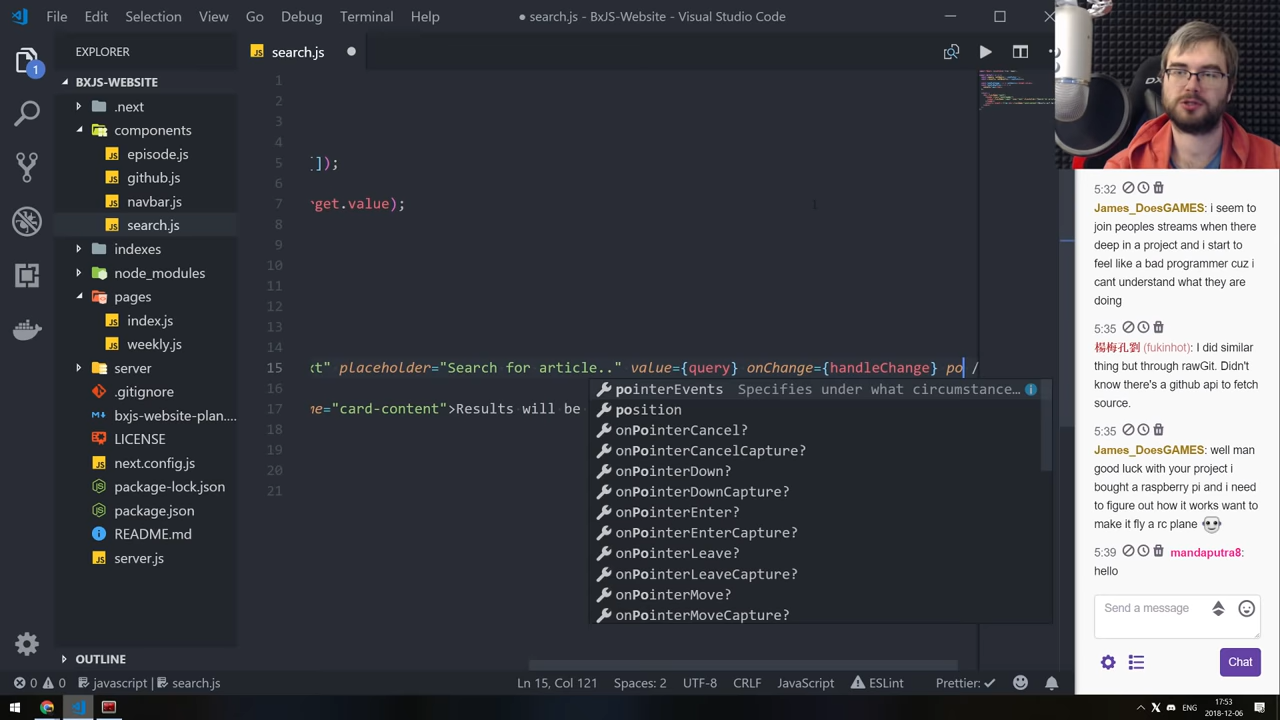 File Edit Selection View Go Debug Terminal Help
● search.js - BxJS-Website - Visual Studio Code
EXPLORER
BXJS-WEBSITE
.next
components
episode.js
github.js
navbar.js
search.js
indexes
node_modules
pages
index.js
weekly.js
server
.gitignore
bxjs-website-plan....
LICENSE
next.config.js
package-lock.json
package.json
README.md
server.js
OUTLINE
1
search.js
1
2
3
4
5 ]);
6
7 get.value);
8
9
10
11
12
13
14
15 xt" placeholder="Search for article.." value={query} onChange={handleChange} po /
16
17 me="card-content">Results will be
18
19
20
21
pointerEvents Specifies under what circumstance…
position
onPointerCancel?
onPointerCancelCapture?
onPointerDown?
onPointerDownCapture?
onPointerEnter?
onPointerEnterCapture?
onPointerLeave?
onPointerLeaveCapture?
onPointerMove?
onPointerMoveCapture?
0 0 javascript search.js Ln 15, Col 121 Spaces: 2 UTF-8 CRLF JavaScript ESLint Prettier: ✓
DX
5:32
James_DoesGAMES: i seem to
join peoples streams when there
deep in a project and i start to
feel like a bad programmer cuz i
cant understand what they are
doing
5:35
楊梅孔劉 (fukinhot): I did similar
thing but through rawGit. Didn't
know there's a github api to fetch
source.
5:35
James_DoesGAMES: well man
good luck with your project i
bought a raspberry pi and i need
to figure out how it works want to
make it fly a rc plane
5:39 mandaputra8:
hello
Send a message
Chat
ENG
17:53
2018-12-06